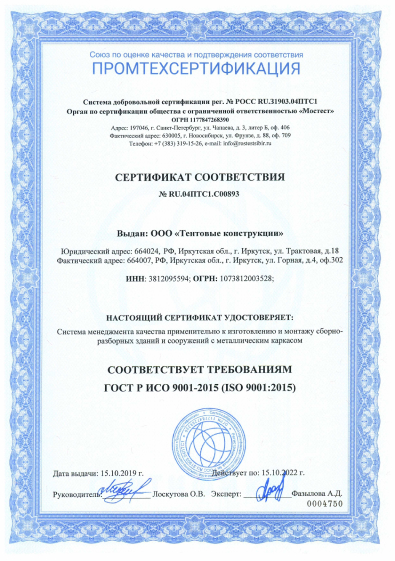 Союз по оценке качества и подтверждения соответствия
ПРОМТЕХСЕРТИФИКАЦИЯ
Система добровольной сертификации рег. № РОСС RU.31903.04ПТС1
Орган по сертификации общества с ограниченной ответственностью «Мостест»
ОГРН 1177847268390
Адрес: 197046, г. Санкт-Петербург, ул. Чапаева, д. 3, литер Б, оф. 406
Фактический адрес: 630005, г. Новосибирск, ул. Фрунзе, д. 88, оф. 709
Телефон: +7 (383) 319-15-26, e-mail: info@rostestsibir.ru
СЕРТИФИКАТ СООТВЕТСТВИЯ
№ RU.04ПТС1.С00893
Выдан: ООО «Тентовые конструкции»
Юридический адрес: 664024, РФ, Иркутская обл., г. Иркутск, ул. Трактовая, д.18
Фактический адрес: 664007, РФ, Иркутская обл., г. Иркутск, ул. Горная, д.4, оф.302
ИНН: 3812095594; ОГРН: 1073812003528;
НАСТОЯЩИЙ СЕРТИФИКАТ УДОСТОВЕРЯЕТ:
Система менеджмента качества применительно к изготовлению и монтажу сборно-
разборных зданий и сооружений с металлическим каркасом
СООТВЕТСТВУЕТ ТРЕБОВАНИЯМ
ГОСТ Р ИСО 9001-2015 (ISO 9001:2015)
Дата выдачи: 15.10.2019 г. Действует по: 15.10.2022 г.
Руководитель: Лоскутова О.В. Эксперт: Фазылова А.Д.
0004750